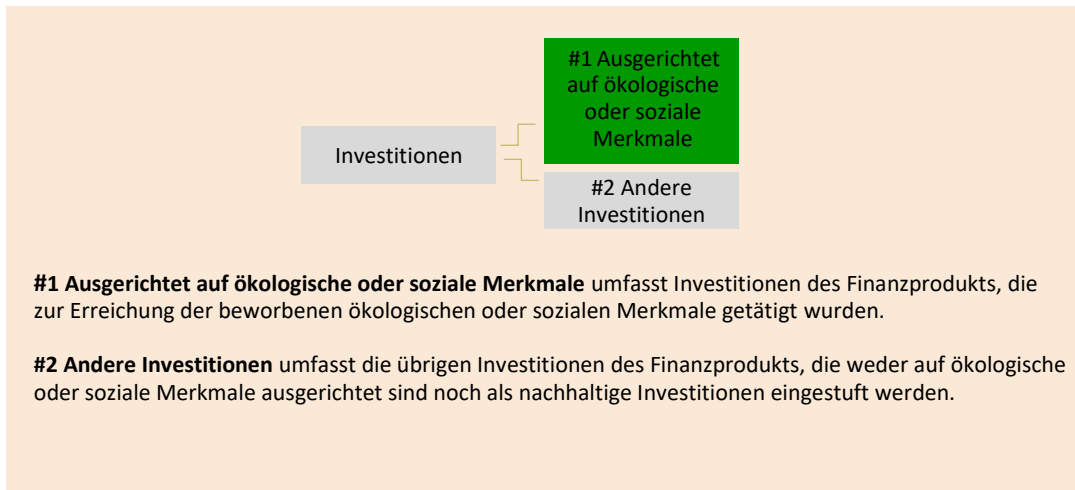 #1 Ausgerichtet
auf ökologische
oder soziale
Merkmale
Investitionen
#2 Andere
Investitionen
#1 Ausgerichtet auf ökologische oder soziale Merkmale umfasst Investitionen des Finanzprodukts, die
zur Erreichung der beworbenen ökologischen oder sozialen Merkmale getätigt wurden.
#2 Andere Investitionen umfasst die übrigen Investitionen des Finanzprodukts, die weder auf ökologische
oder soziale Merkmale ausgerichtet sind noch als nachhaltige Investitionen eingestuft werden.